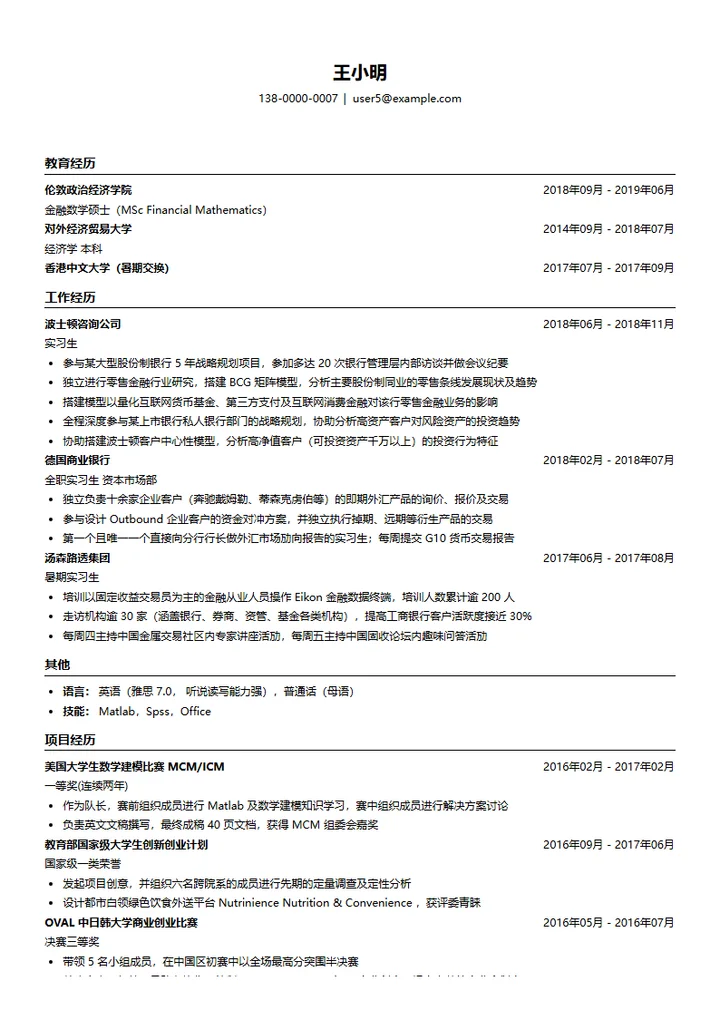 王小明
138-0000-0007 | user5@example.com
教育经历
伦敦政治经济学院 2018年09月 - 2019年06月
金融数学硕士（MSc Financial Mathematics）
对外经济贸易大学 2014年09月 - 2018年07月
经济学 本科
香港中文大学（暑期交换） 2017年07月 - 2017年09月
工作经历
波士顿咨询公司 2018年06月 - 2018年11月
实习生
• 参与某大型股份制银行 5 年战略规划项目，参加多达 20 次银行管理层内部访谈并做会议纪要
• 独立进行零售金融行业研究，搭建 BCG 矩阵模型，分析主要股份制同业的零售条线发展现状及趋势
• 搭建模型以量化互联网货币基金、第三方支付及互联网消费金融对该行零售金融业务的影响
• 全程深度参与某上市银行私人银行部门的战略规划，协助分析高资产客户对风险资产的投资趋势
• 协助搭建波士顿客户中心性模型，分析高净值客户（可投资资产千万以上）的投资行为特征
德国商业银行 2018年02月 - 2018年07月
全职实习生 资本市场部
• 独立负责十余家企业客户（奔驰戴姆勒、蒂森克虏伯等）的即期外汇产品的询价、报价及交易
• 参与设计 Outbound 企业客户的资金对冲方案，并独立执行掉期、远期等衍生产品的交易
• 第一个且唯一一个直接向分行行长做外汇市场动向报告的实习生；每周提交 G10 货币交易报告
汤森路透集团 2017年06月 - 2017年08月
暑期实习生
• 培训以固定收益交易员为主的金融从业人员操作 Eikon 金融数据终端，培训人数累计逾 200 人
• 走访机构逾 30 家（涵盖银行、券商、资管、基金各类机构），提高工商银行客户活跃度接近 30%
• 每周四主持中国金属交易社区内专家讲座活动，每周五主持中国固收论坛内趣味问答活动
其他
• 语言： 英语（雅思 7.0， 听说读写能力强），普通话（母语）
• 技能： Matlab，Spss，Office
项目经历
美国大学生数学建模比赛 MCM/ICM 2016年02月 - 2017年02月
一等奖(连续两年)
• 作为队长，赛前组织成员进行 Matlab 及数学建模知识学习，赛中组织成员进行解决方案讨论
• 负责英文文稿撰写，最终成稿 40 页文档，获得 MCM 组委会嘉奖
教育部国家级大学生创新创业计划 2016年09月 - 2017年06月
国家级一类荣誉
• 发起项目创意，并组织六名跨院系的成员进行先期的定量调查及定性分析
• 设计都市白领绿色饮食外送平台 Nutrinience Nutrition & Convenience ，获评委青睐
OVAL 中日韩大学商业创业比赛 2016年05月 - 2016年07月
决赛三等奖
• 带领 5 名小组成员，在中国区初赛中以全场最高分突围半决赛